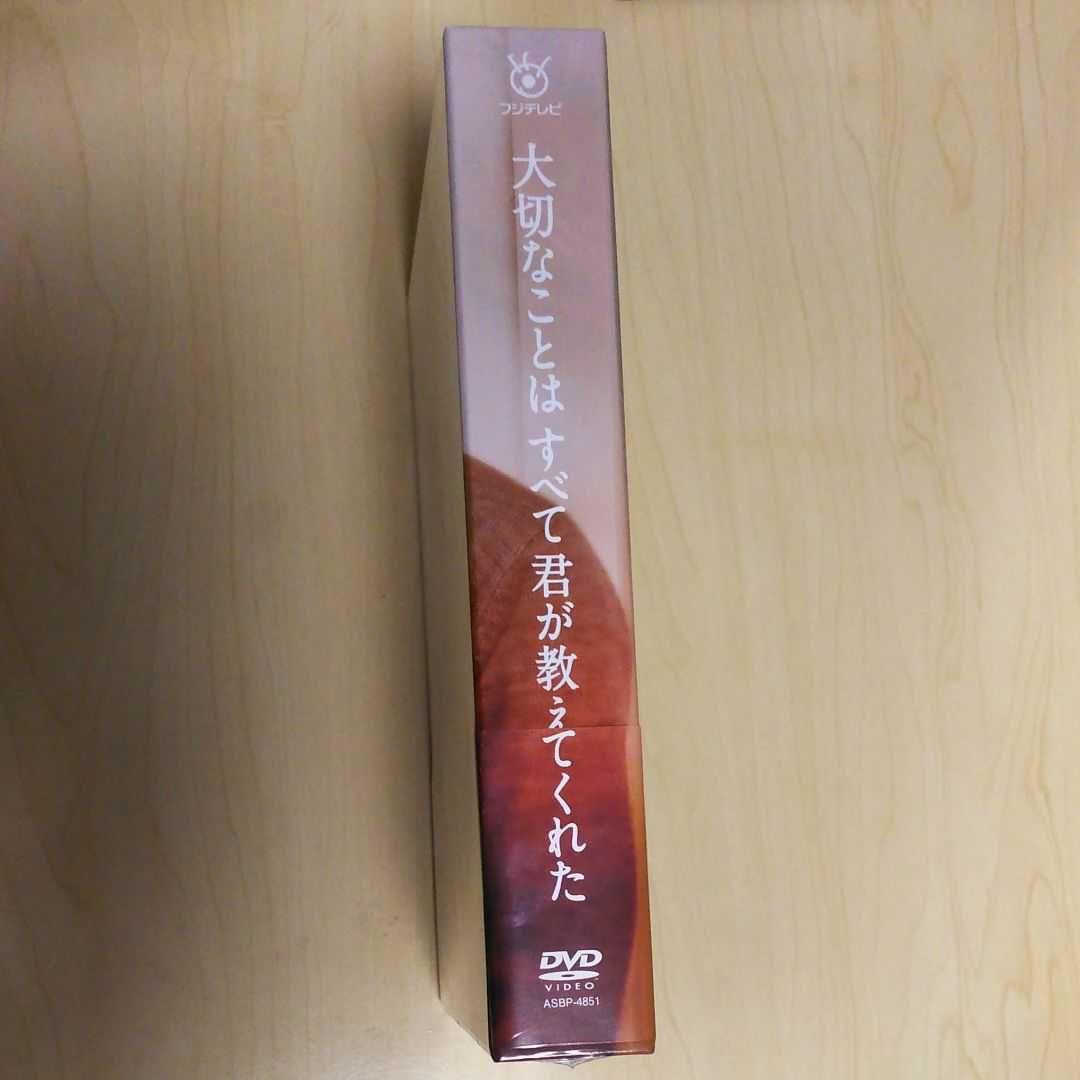 フジテレビ
大切なことは すべて 君が教えてくれた
DVD
VIDEO
ASBP-4851